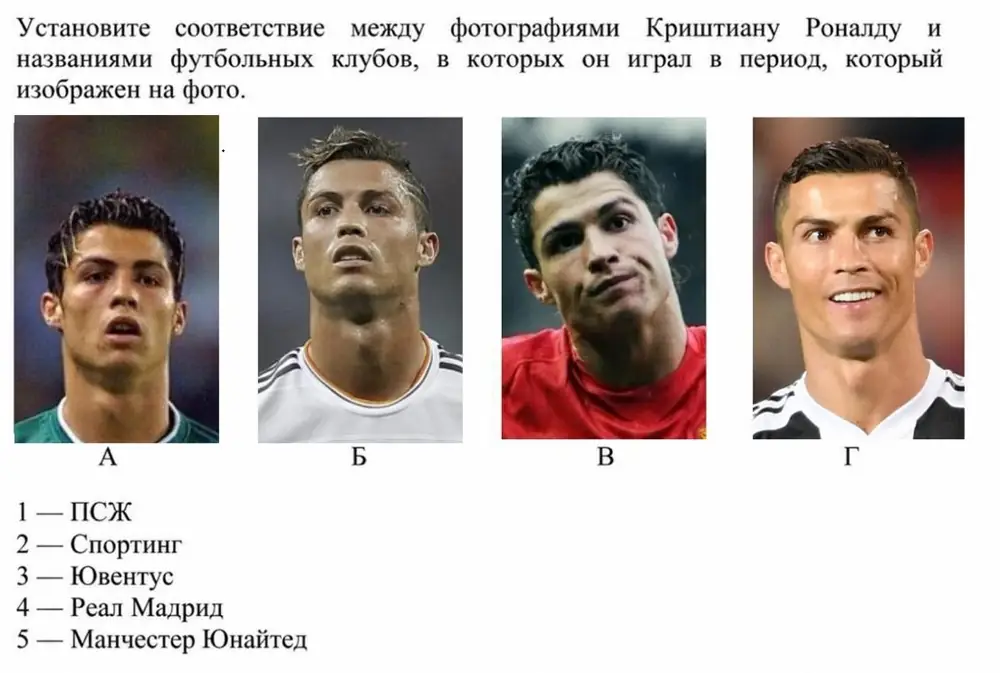 Установите соответствие между фотографиями Криштиану Роналду и
названиями футбольных клубов, в которых он играл в период, который
изображен на фото.
А Б В Г
1 — ПСЖ
2 — Спортинг
3 — Ювентус
4 — Реал Мадрид
5 — Манчестер Юнайтед